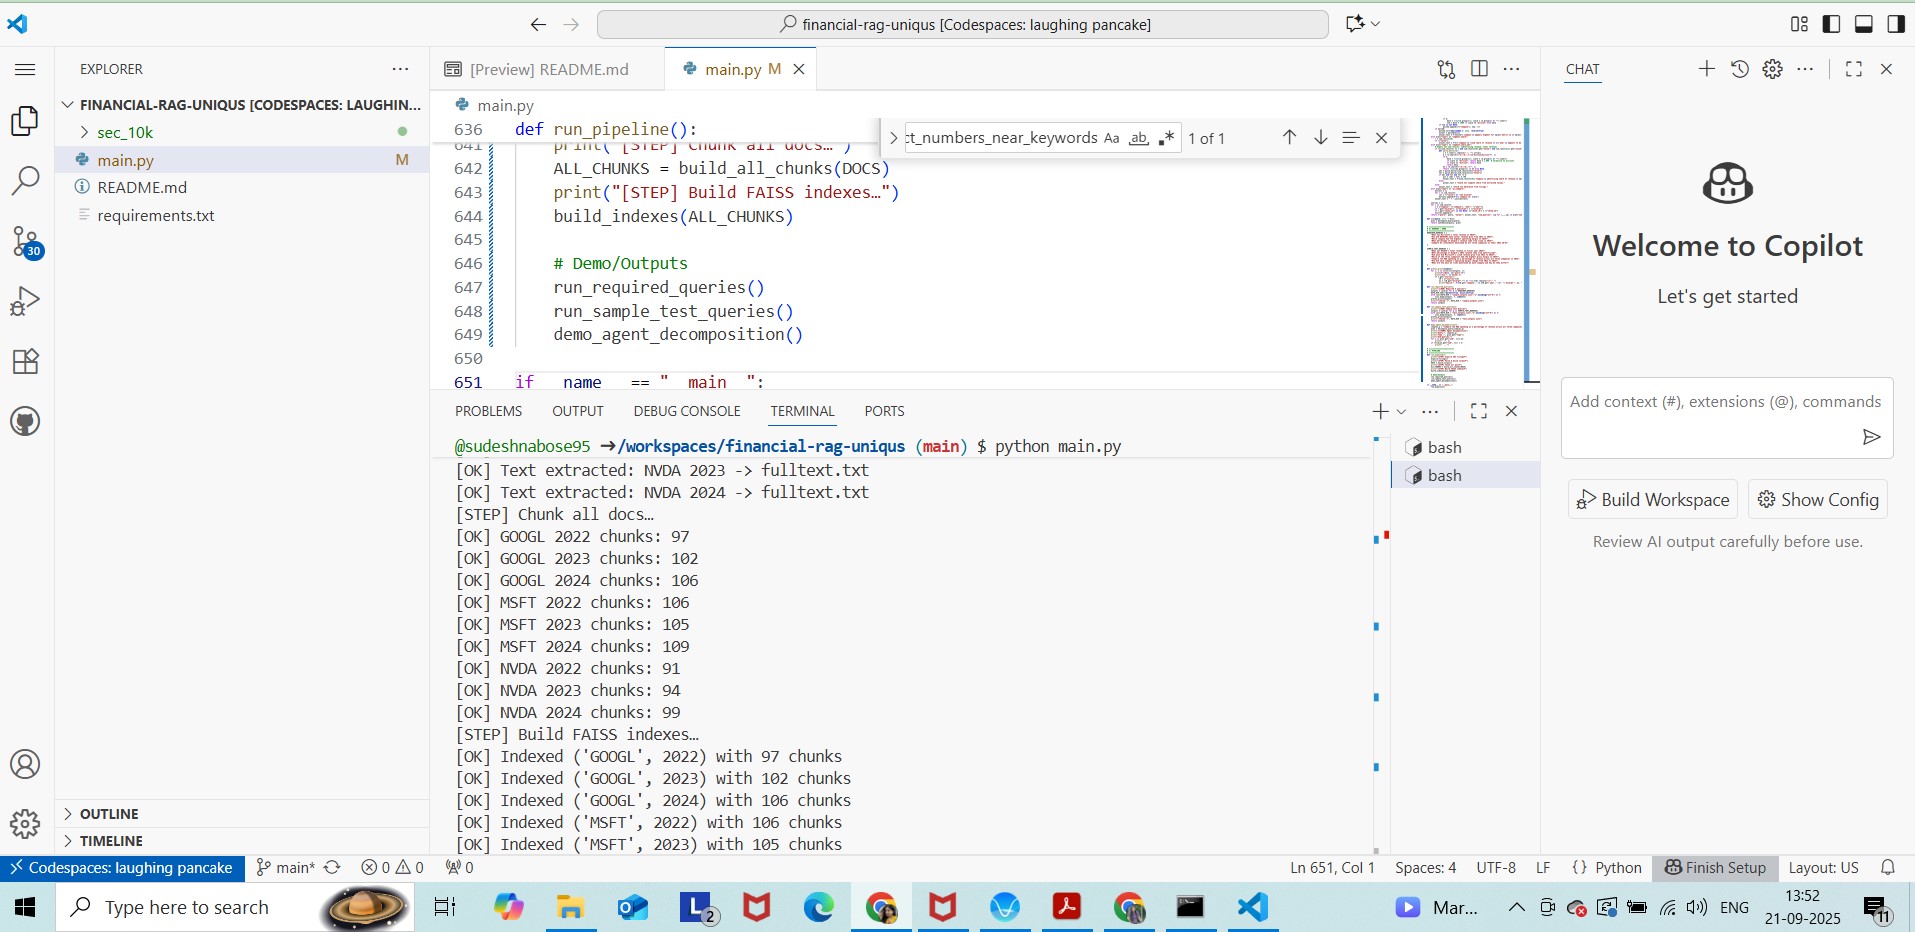 financial-rag-uniqus [Codespaces: laughing pancake]
EXPLORER
FINANCIAL-RAG-UNIQUS [CODESPACES: LAUGHIN...
sec_10k
main.py M
README.md
requirements.txt
30
OUTLINE
TIMELINE
[Preview] README.md
main.py M
main.py
ct_numbers_near_keywords Aa ab .* 1 of 1
636 def run_pipeline():
641 print("[STEP] Chunk all docs…")
642 ALL_CHUNKS = build_all_chunks(DOCS)
643 print("[STEP] Build FAISS indexes…")
644 build_indexes(ALL_CHUNKS)
645
646 # Demo/Outputs
647 run_required_queries()
648 run_sample_test_queries()
649 demo_agent_decomposition()
650
651 if __name__ == "__main__":
PROBLEMS OUTPUT DEBUG CONSOLE TERMINAL PORTS
@sudeshnabose95 ➜/workspaces/financial-rag-uniqus (main) $ python main.py
[OK] Text extracted: NVDA 2023 -> fulltext.txt
[OK] Text extracted: NVDA 2024 -> fulltext.txt
[STEP] Chunk all docs…
[OK] GOOGL 2022 chunks: 97
[OK] GOOGL 2023 chunks: 102
[OK] GOOGL 2024 chunks: 106
[OK] MSFT 2022 chunks: 106
[OK] MSFT 2023 chunks: 105
[OK] MSFT 2024 chunks: 109
[OK] NVDA 2022 chunks: 91
[OK] NVDA 2023 chunks: 94
[OK] NVDA 2024 chunks: 99
[STEP] Build FAISS indexes…
[OK] Indexed ('GOOGL', 2022) with 97 chunks
[OK] Indexed ('GOOGL', 2023) with 102 chunks
[OK] Indexed ('GOOGL', 2024) with 106 chunks
[OK] Indexed ('MSFT', 2022) with 106 chunks
[OK] Indexed ('MSFT', 2023) with 105 chunks
bash
bash
CHAT
Welcome to Copilot
Let's get started
Add context (#), extensions (@), commands
Build Workspace Show Config
Review AI output carefully before use.
Codespaces: laughing pancake main* 0 0 0 Ln 651, Col 1 Spaces: 4 UTF-8 LF {} Python Finish Setup Layout: US
Type here to search L 2 Mar... ENG 13:52
21-09-2025 11